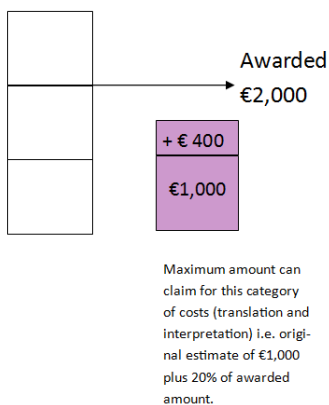 Awarded
€2,000
+ € 400
€1,000
Maximum amount can
claim for this category
of costs (translation and
interpretation) i.e. origi-
nal estimate of €1,000
plus 20% of awarded
amount.